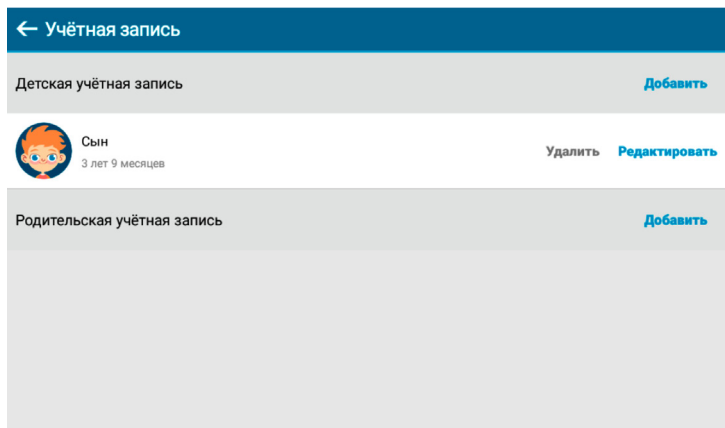 Учётная запись
Детская учётная запись Добавить
Сын
3 лет 9 месяцев
Удалить Редактировать
Родительская учётная запись Добавить